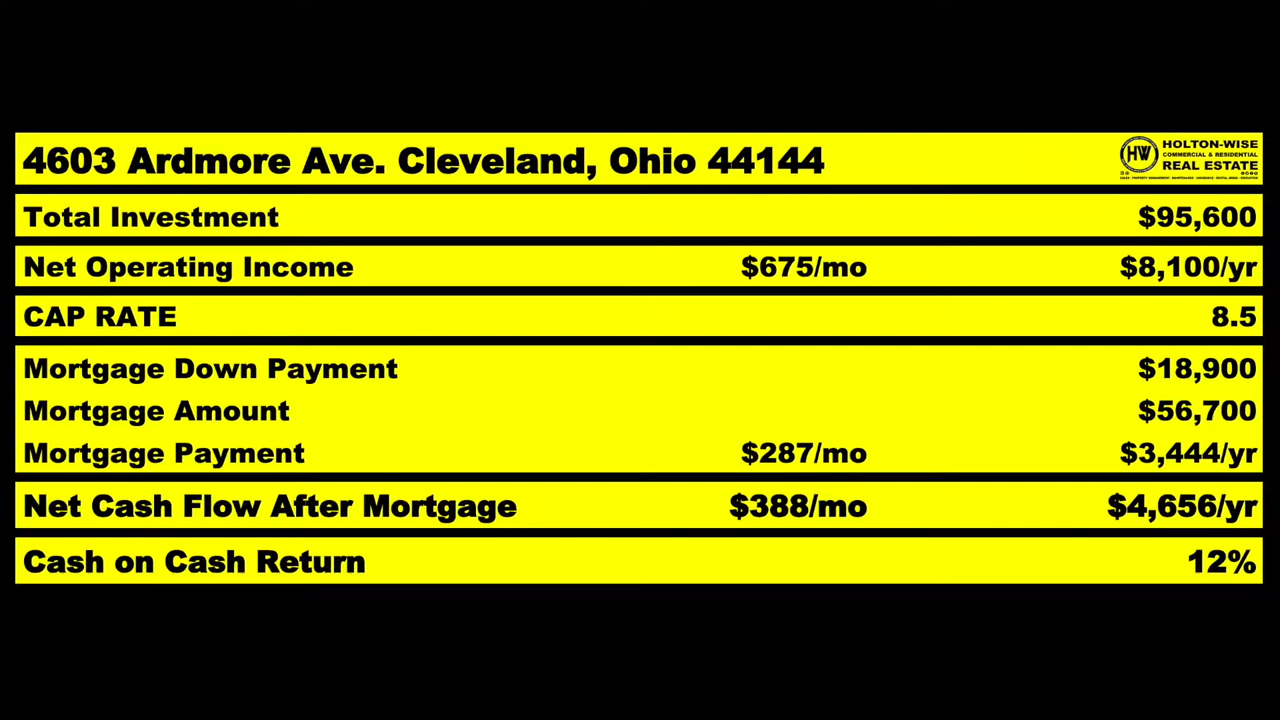 4603 Ardmore Ave. Cleveland, Ohio 44144
HW
HOLTON-WISE
COMMERCIAL & RESIDENTIAL
REAL ESTATE
Total Investment $95,600
Net Operating Income $675/mo $8,100/yr
CAP RATE 8.5
Mortgage Down Payment $18,900
Mortgage Amount $56,700
Mortgage Payment $287/mo $3,444/yr
Net Cash Flow After Mortgage $388/mo $4,656/yr
Cash on Cash Return 12%